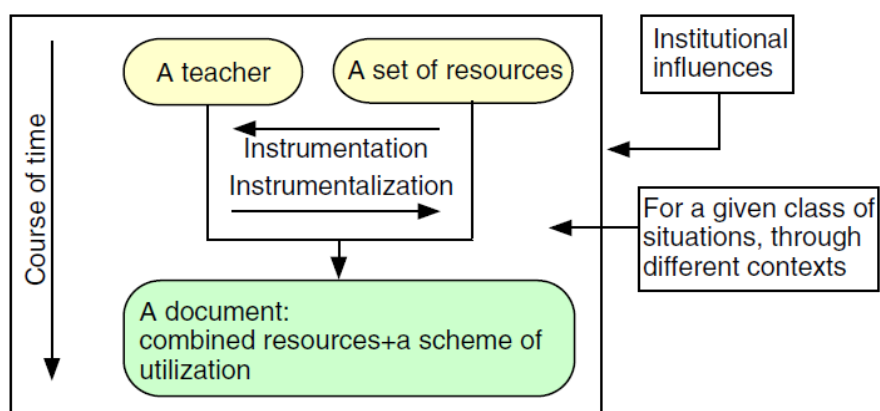 A teacher
A set of resources
Institutional
influences
Instrumentation
Instrumentalization
Course of time
For a given class of
situations, through
different contexts
A document:
combined resources+a scheme of
utilization